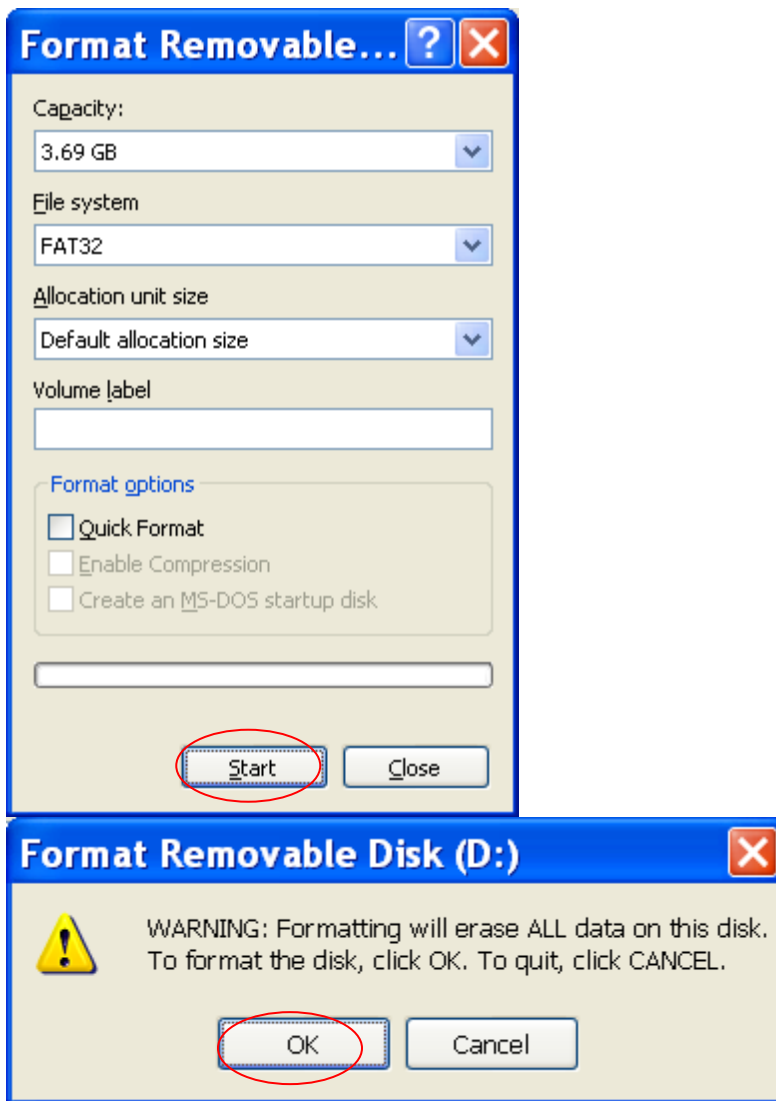 Format Removable...
Capacity:
3.69 GB
File system
FAT32
Allocation unit size
Default allocation size
Volume label
Format options
Quick Format
Enable Compression
Create an MS-DOS startup disk
Start Close
Format Removable Disk (D:)
WARNING: Formatting will erase ALL data on this disk.
To format the disk, click OK. To quit, click CANCEL.
OK Cancel